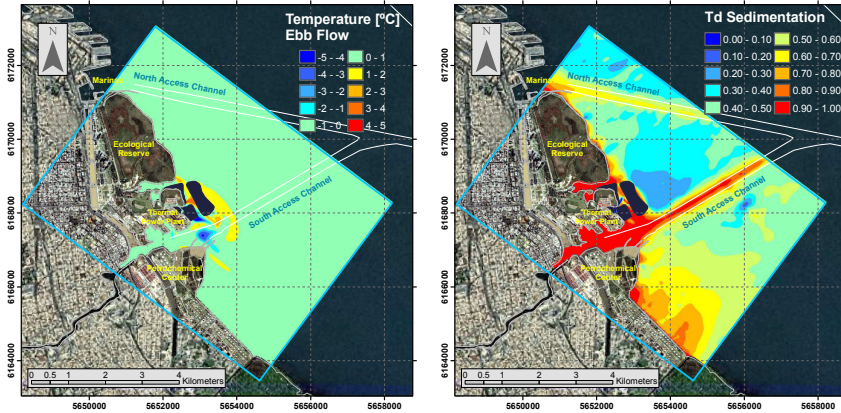 Temperature [ºC]
Ebb Flow
-5 - 4
-4 - 3
-3 - 2
-2 - 1
-1 - 0
0 - 1
1 - 2
2 - 3
3 - 4
4 - 5
N
Marinas
North Access Channel
Ecological
Reserve
South Access Channel
Thermal
Power Plant
Petrochemical
Center
0 0.5 1 2 3 4
Kilometers
6172000
6170000
6168000
6166000
6164000
5650000 5652000 5654000 5656000 5658000
Td Sedimentation
0.00 - 0.10
0.10 - 0.20
0.20 - 0.30
0.30 - 0.40
0.40 - 0.50
0.50 - 0.60
0.60 - 0.70
0.70 - 0.80
0.80 - 0.90
0.90 - 1.00
N
Marinas
North Access Channel
Ecological
Reserve
South Access Channel
Thermal
Power Plant
Petrochemical
Center
0 0.5 1 2 3 4
Kilometers
6172000
6170000
6168000
6166000
6164000
5650000 5652000 5654000 5656000 5658000